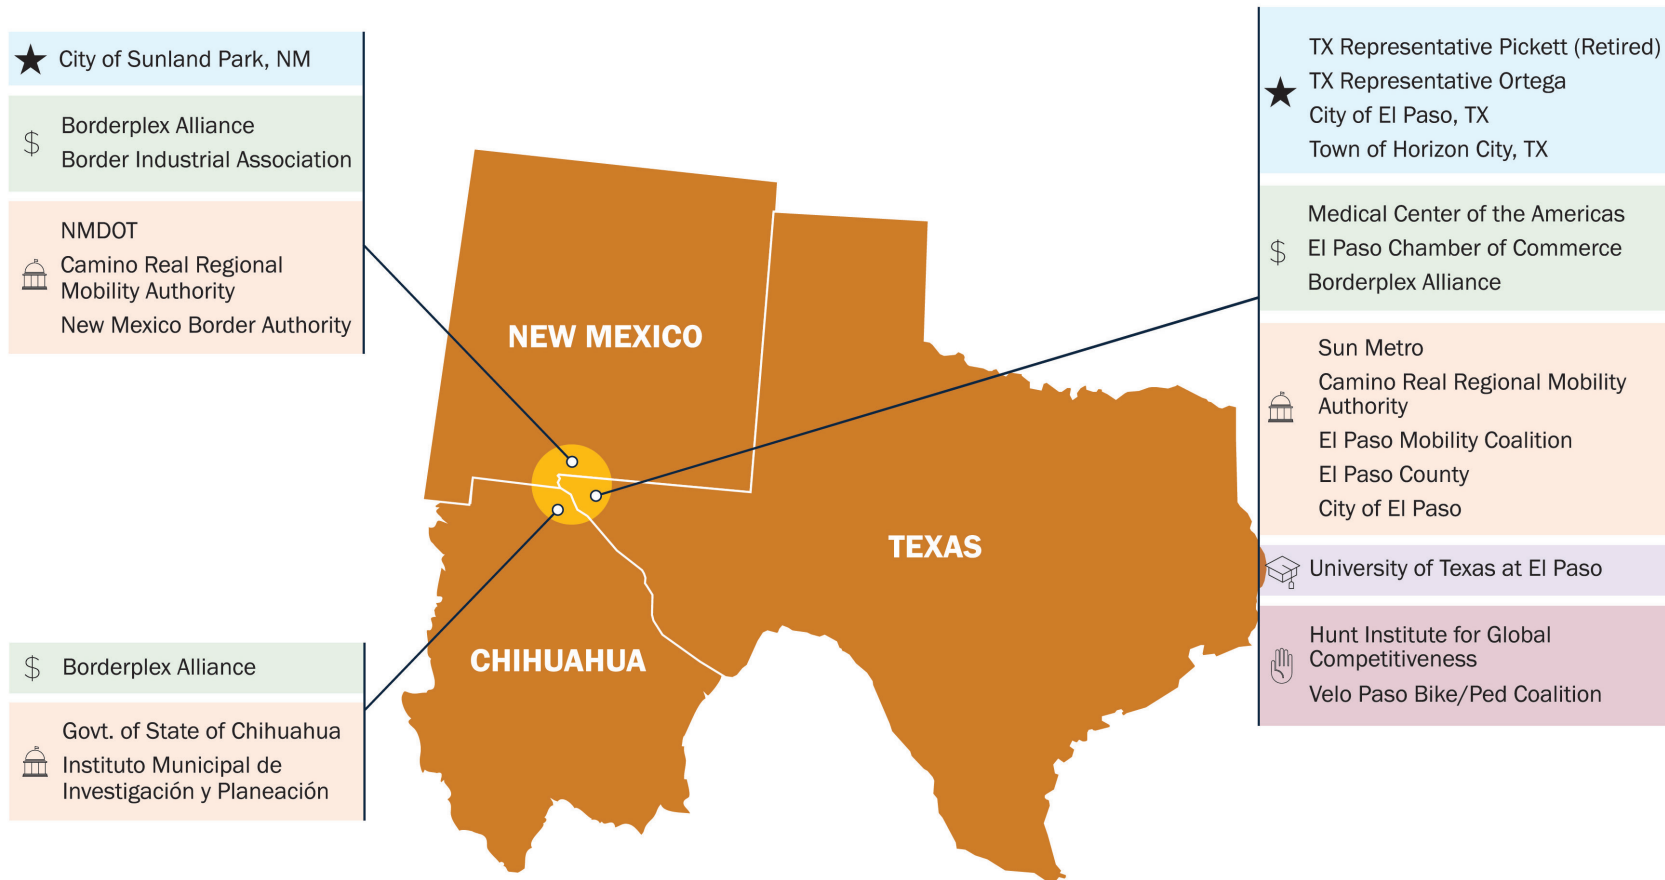 City of Sunland Park, NM
$
Borderplex Alliance
Border Industrial Association
NMDOT
Camino Real Regional
Mobility Authority
New Mexico Border Authority
$
Borderplex Alliance
Govt. of State of Chihuahua
Instituto Municipal de
Investigación y Planeación
NEW MEXICO
TEXAS
CHIHUAHUA
TX Representative Pickett (Retired)
TX Representative Ortega
City of El Paso, TX
Town of Horizon City, TX
$
Medical Center of the Americas
El Paso Chamber of Commerce
Borderplex Alliance
Sun Metro
Camino Real Regional Mobility
Authority
El Paso Mobility Coalition
El Paso County
City of El Paso
University of Texas at El Paso
Hunt Institute for Global
Competitiveness
Velo Paso Bike/Ped Coalition